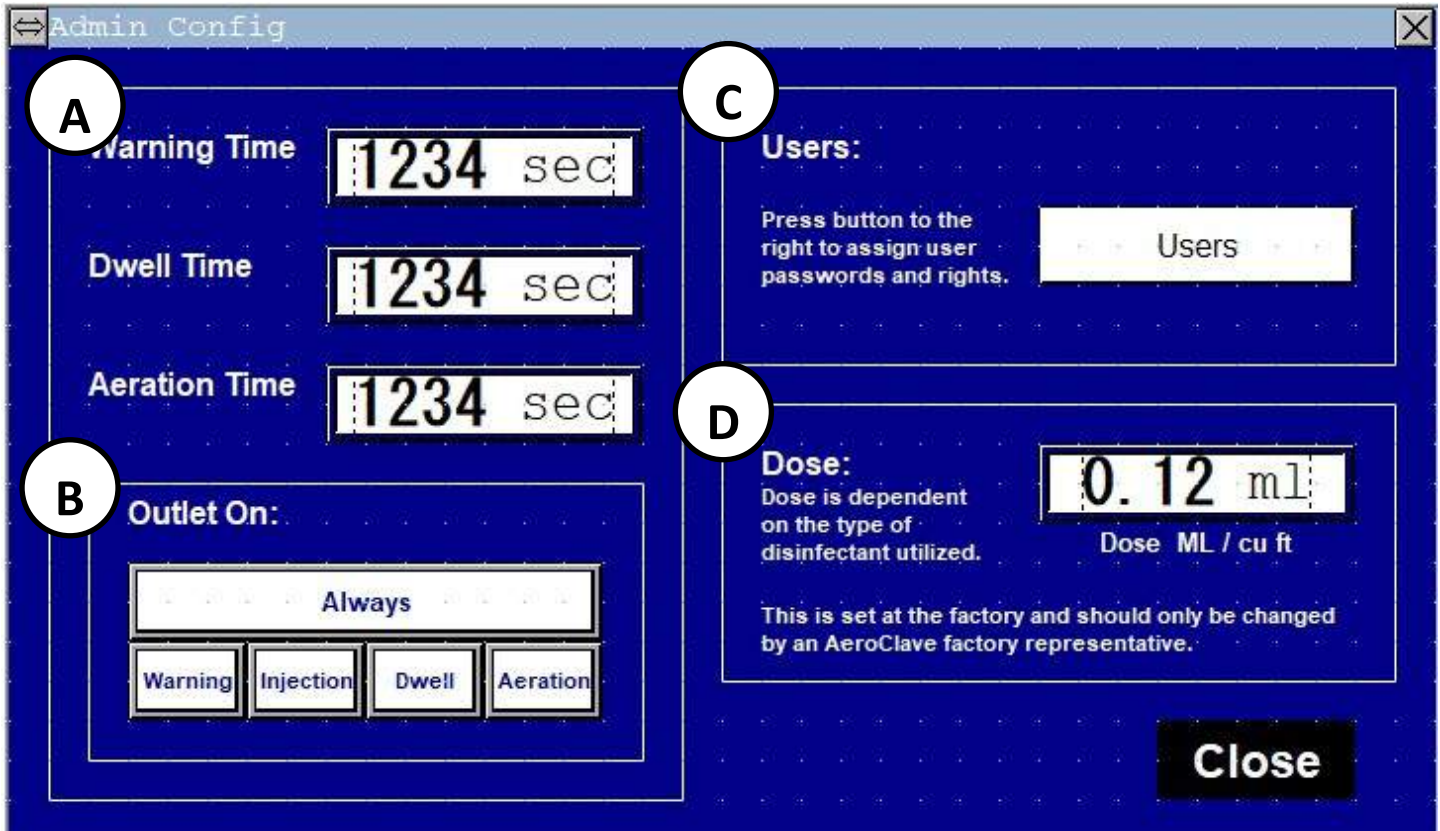 Admin Config
A
Warning Time
1234 sec
Dwell Time
1234 sec
Aeration Time
1234 sec
B
Outlet On:
Always
Warning
Injection
Dwell
Aeration
C
Users:
Press button to the
right to assign user
passwords and rights.
Users
D
Dose:
Dose is dependent
on the type of
disinfectant utilized.
0.12 ml
Dose ML / cu ft
This is set at the factory and should only be changed
by an AeroClave factory representative.
Close